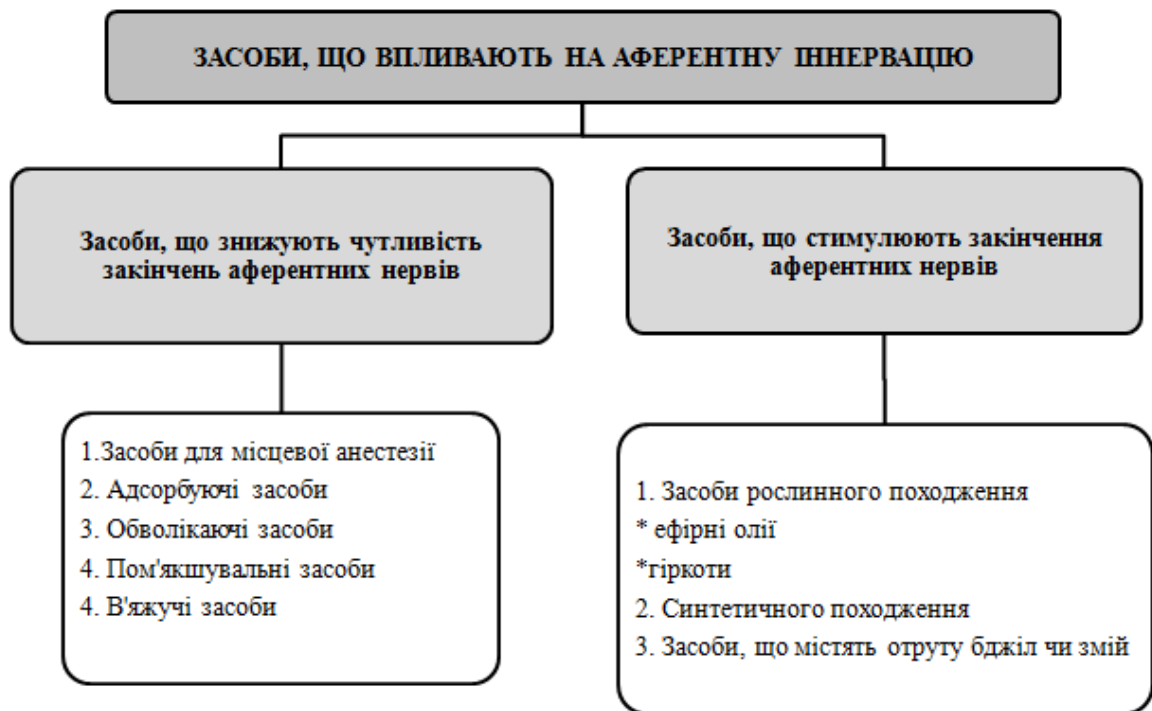 ЗАСОБИ, ЩО ВПЛИВАЮТЬ НА АФЕРЕНТНУ ІННЕРВАЦІЮ
Засоби, що знижують чутливість
закінчень аферентних нервів
1.Засоби для місцевої анестезії
2. Адсорбуючі засоби
3. Обволікаючі засоби
4. Пом'якшувальні засоби
4. В'яжучі засоби
Засоби, що стимулюють закінчення
аферентних нервів
1. Засоби рослинного походження
* ефірні олії
*гіркоти
2. Синтетичного походження
3. Засоби, що містять отруту бджіл чи змій